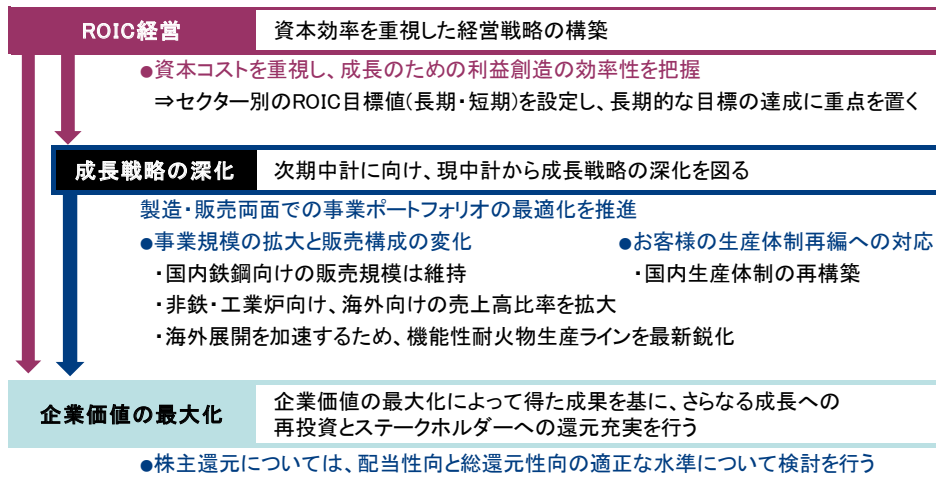 ROIC経営
資本効率を重視した経営戦略の構築
●資本コストを重視し、成長のための利益創造の効率性を把握
⇒セクター別のROIC目標値(長期・短期)を設定し、長期的な目標の達成に重点を置く
成長戦略の深化
次期中計に向け、現中計から成長戦略の深化を図る
製造・販売両面での事業ポートフォリオの最適化を推進
●事業規模の拡大と販売構成の変化
・国内鉄鋼向けの販売規模は維持
・非鉄・工業炉向け、海外向けの売上高比率を拡大
・海外展開を加速するため、機能性耐火物生産ラインを最新鋭化
●お客様の生産体制再編への対応
・国内生産体制の再構築
企業価値の最大化
企業価値の最大化によって得た成果を基に、さらなる成長への
再投資とステークホルダーへの還元充実を行う
●株主還元については、配当性向と総還元性向の適正な水準について検討を行う